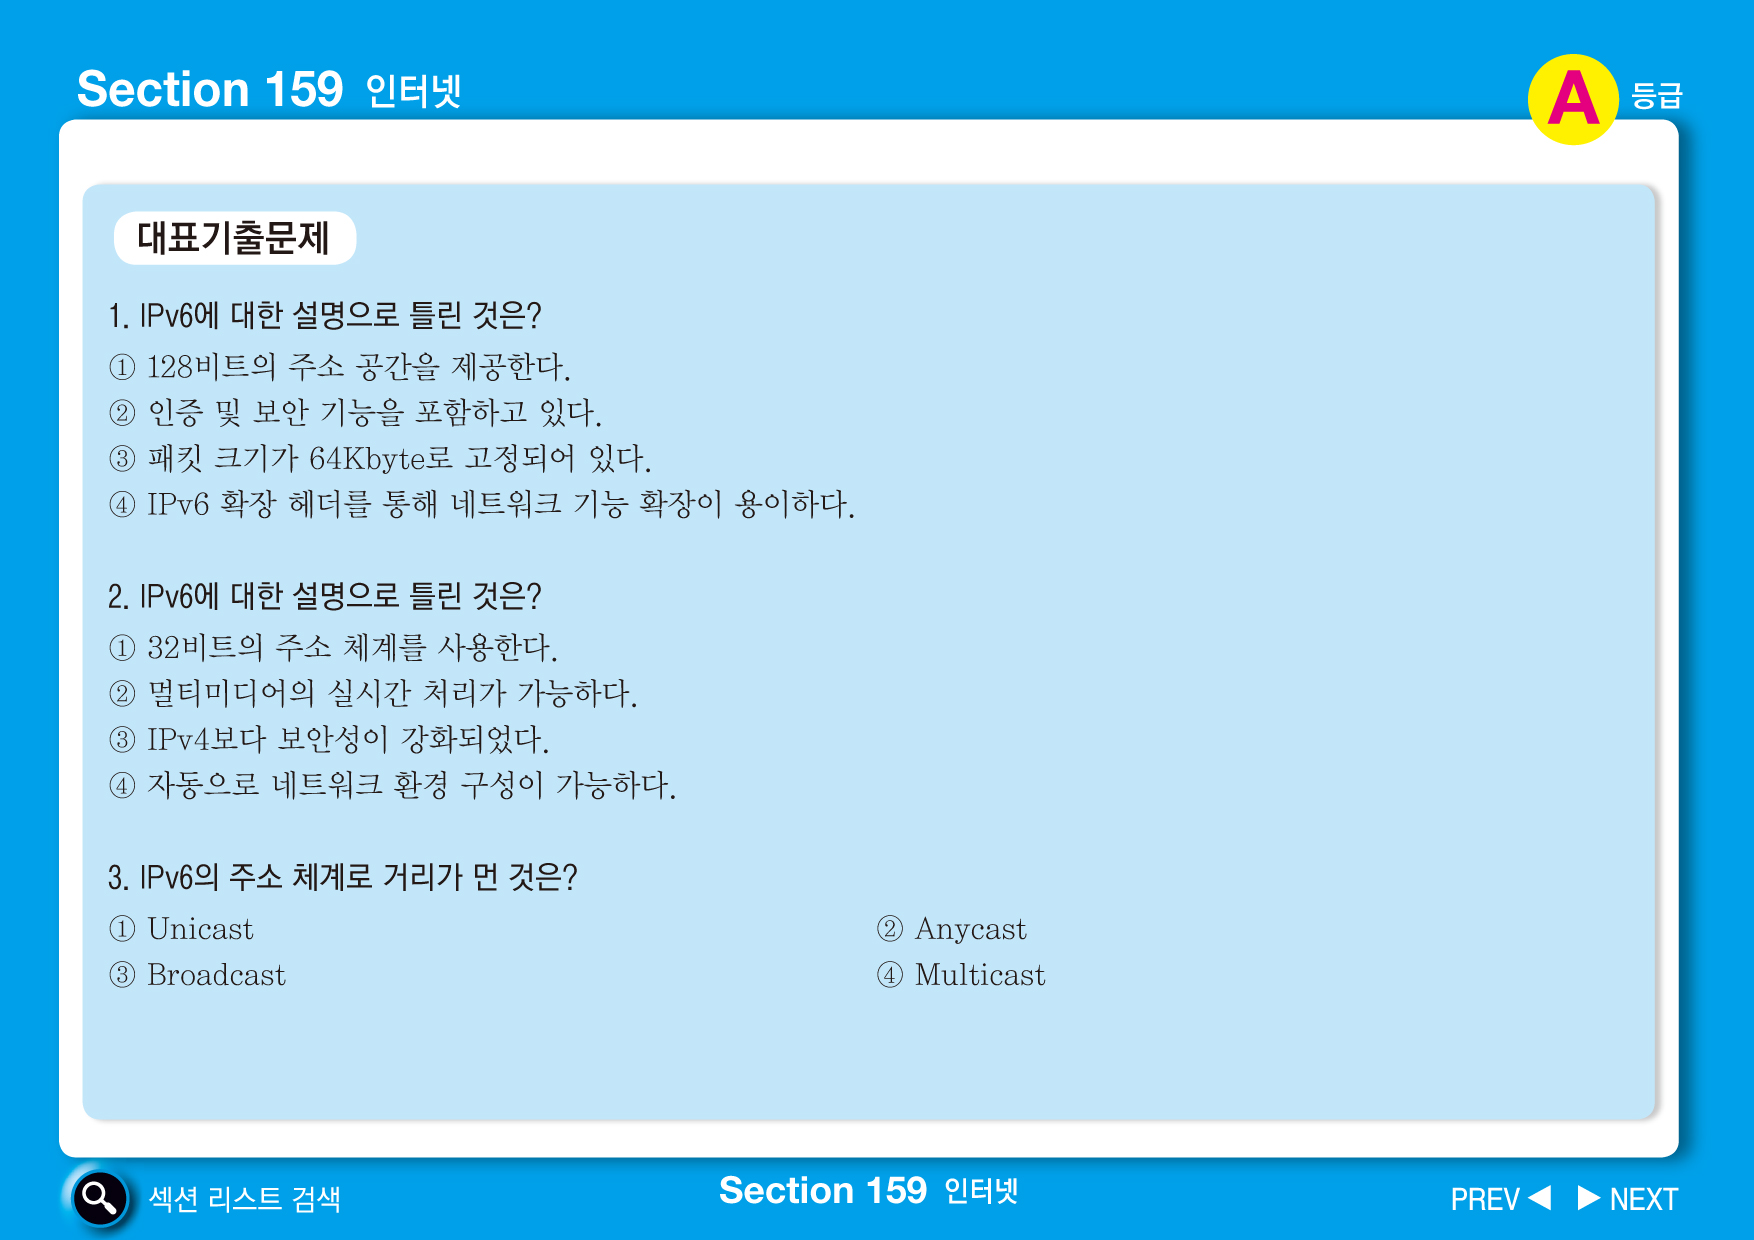 Section 159 인터넷
A 등급
대표기출문제
1. IPv6에 대한 설명으로 틀린 것은?
① 128비트의 주소 공간을 제공한다.
② 인증 및 보안 기능을 포함하고 있다.
③ 패킷 크기가 64Kbyte로 고정되어 있다.
④ IPv6 확장 헤더를 통해 네트워크 기능 확장이 용이하다.
2. IPv6에 대한 설명으로 틀린 것은?
① 32비트의 주소 체계를 사용한다.
② 멀티미디어의 실시간 처리가 가능하다.
③ IPv4보다 보안성이 강화되었다.
④ 자동으로 네트워크 환경 구성이 가능하다.
3. IPv6의 주소 체계로 거리가 먼 것은?
① Unicast ② Anycast
③ Broadcast ④ Multicast
섹션 리스트 검색 Section 159 인터넷 PREV ◀ ▶ NEXT